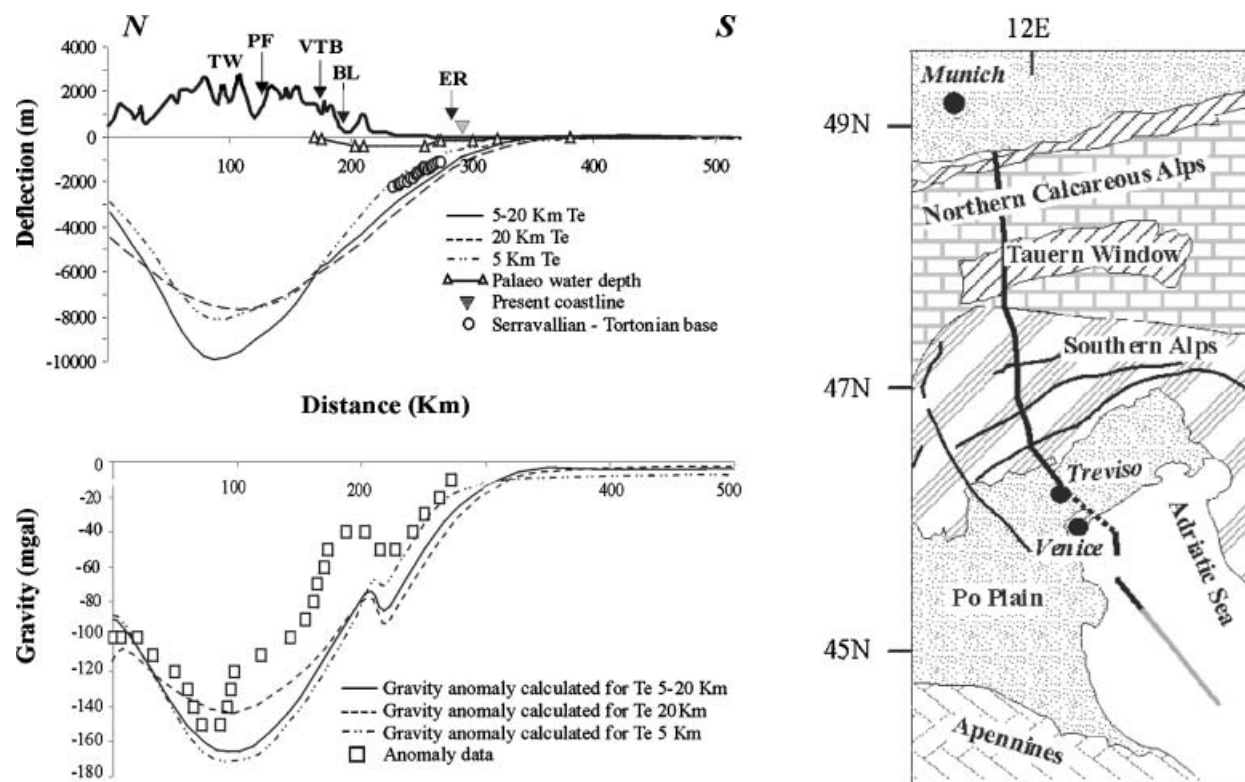 N
S
PF
VTB
TW
BL
ER
4000
2000
0
-2000
-4000
-6000
-8000
-10000
100
200
300
400
500
Deflection (m)
5-20 Km Te
20 Km Te
5 Km Te
Palaeo water depth
Present coastline
Serravallian - Tortonian base
Distance (Km)
0
-20
-40
-60
-80
-100
-120
-140
-160
-180
100
200
400
500
Gravity (mgal)
Gravity anomaly calculated for Te 5-20 Km
Gravity anomaly calculated for Te 20 Km
Gravity anomaly calculated for Te 5 Km
Anomaly data
12E
49N
47N
45N
Munich
Northern Calcareous Alps
Tauern Window
Southern Alps
Treviso
Venice
Adriatic Sea
Po Plain
Apennines